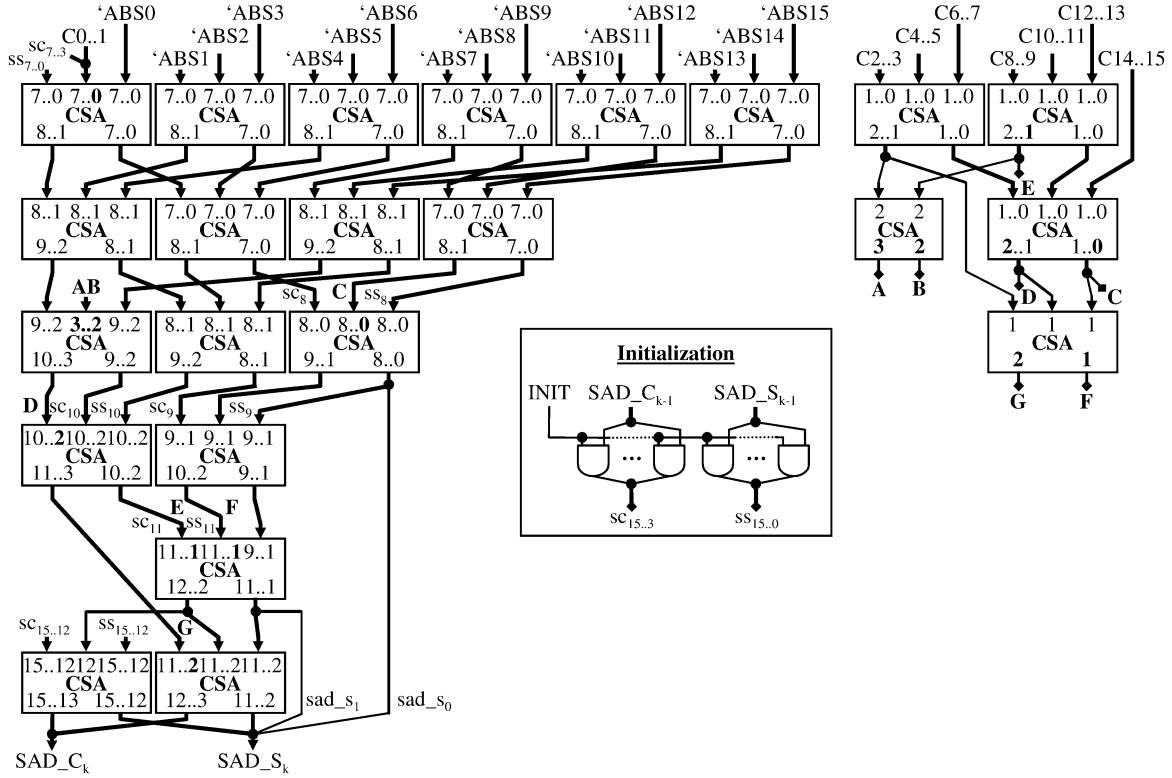 ‘ABS0 ‘ABS3 ‘ABS6 ‘ABS9 ‘ABS12 ‘ABS15 C6..7 C12..13
sc7..3 C0..1 ‘ABS2 ‘ABS5 ‘ABS8 ‘ABS11 ‘ABS14 C4..5 C10..11
ss7..0 ‘ABS1 ‘ABS4 ‘ABS7 ‘ABS10 ‘ABS13 C2..3 C8..9 C14..15
7..0 7..0 7..0 7..0 7..0 7..0 7..0 7..0 7..0 7..0 7..0 7..0 7..0 7..0 7..0 7..0 7..0 7..0 1..0 1..0 1..0 1..0 1..0 1..0
CSA CSA CSA CSA CSA CSA CSA CSA
8..1 7..0 8..1 7..0 8..1 7..0 8..1 7..0 8..1 7..0 8..1 7..0 2..1 1..0 2..1 1..0
E
8..1 8..1 8..1 7..0 7..0 7..0 8..1 8..1 8..1 7..0 7..0 7..0 2 2 1..0 1..0 1..0
CSA CSA CSA CSA CSA CSA
9..2 8..1 8..1 7..0 9..2 8..1 8..1 7..0 3 2 2..1 1..0
AB sc8 C ss8 A B D C
9..2 3..2 9..2 8..1 8..1 8..1 8..0 8..0 8..0 1 1 1
CSA CSA CSA CSA
10..3 9..2 9..2 8..1 9..1 8..0 2 1
D sc10 ss10 sc9 ss9 G F
10..2 10..2 10..2 9..1 9..1 9..1
CSA CSA
11..3 10..2 10..2 9..1
E F
sc11 ss11
11..1 11..1 9..1
CSA
12..2 11..1
G
sc15..12 ss15..12
15..12 12 15..12 11..2 11..2 11..2
CSA CSA
15..13 15..12 12..3 11..2
sad_s1 sad_s0
SAD_Ck SAD_Sk
Initialization
INIT SAD_Ck-1 SAD_Sk-1
... ...
sc15..3 ss15..0